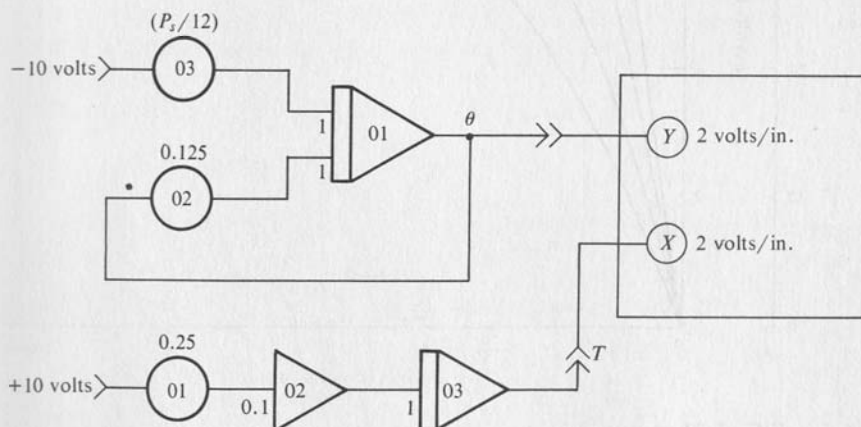 (Ps/12)
−10 volts
03
1
01
θ
Y
2 volts/in.
0.125
1
02
X
2 volts/in.
0.25
T
+10 volts
01
0.1
02
1
03